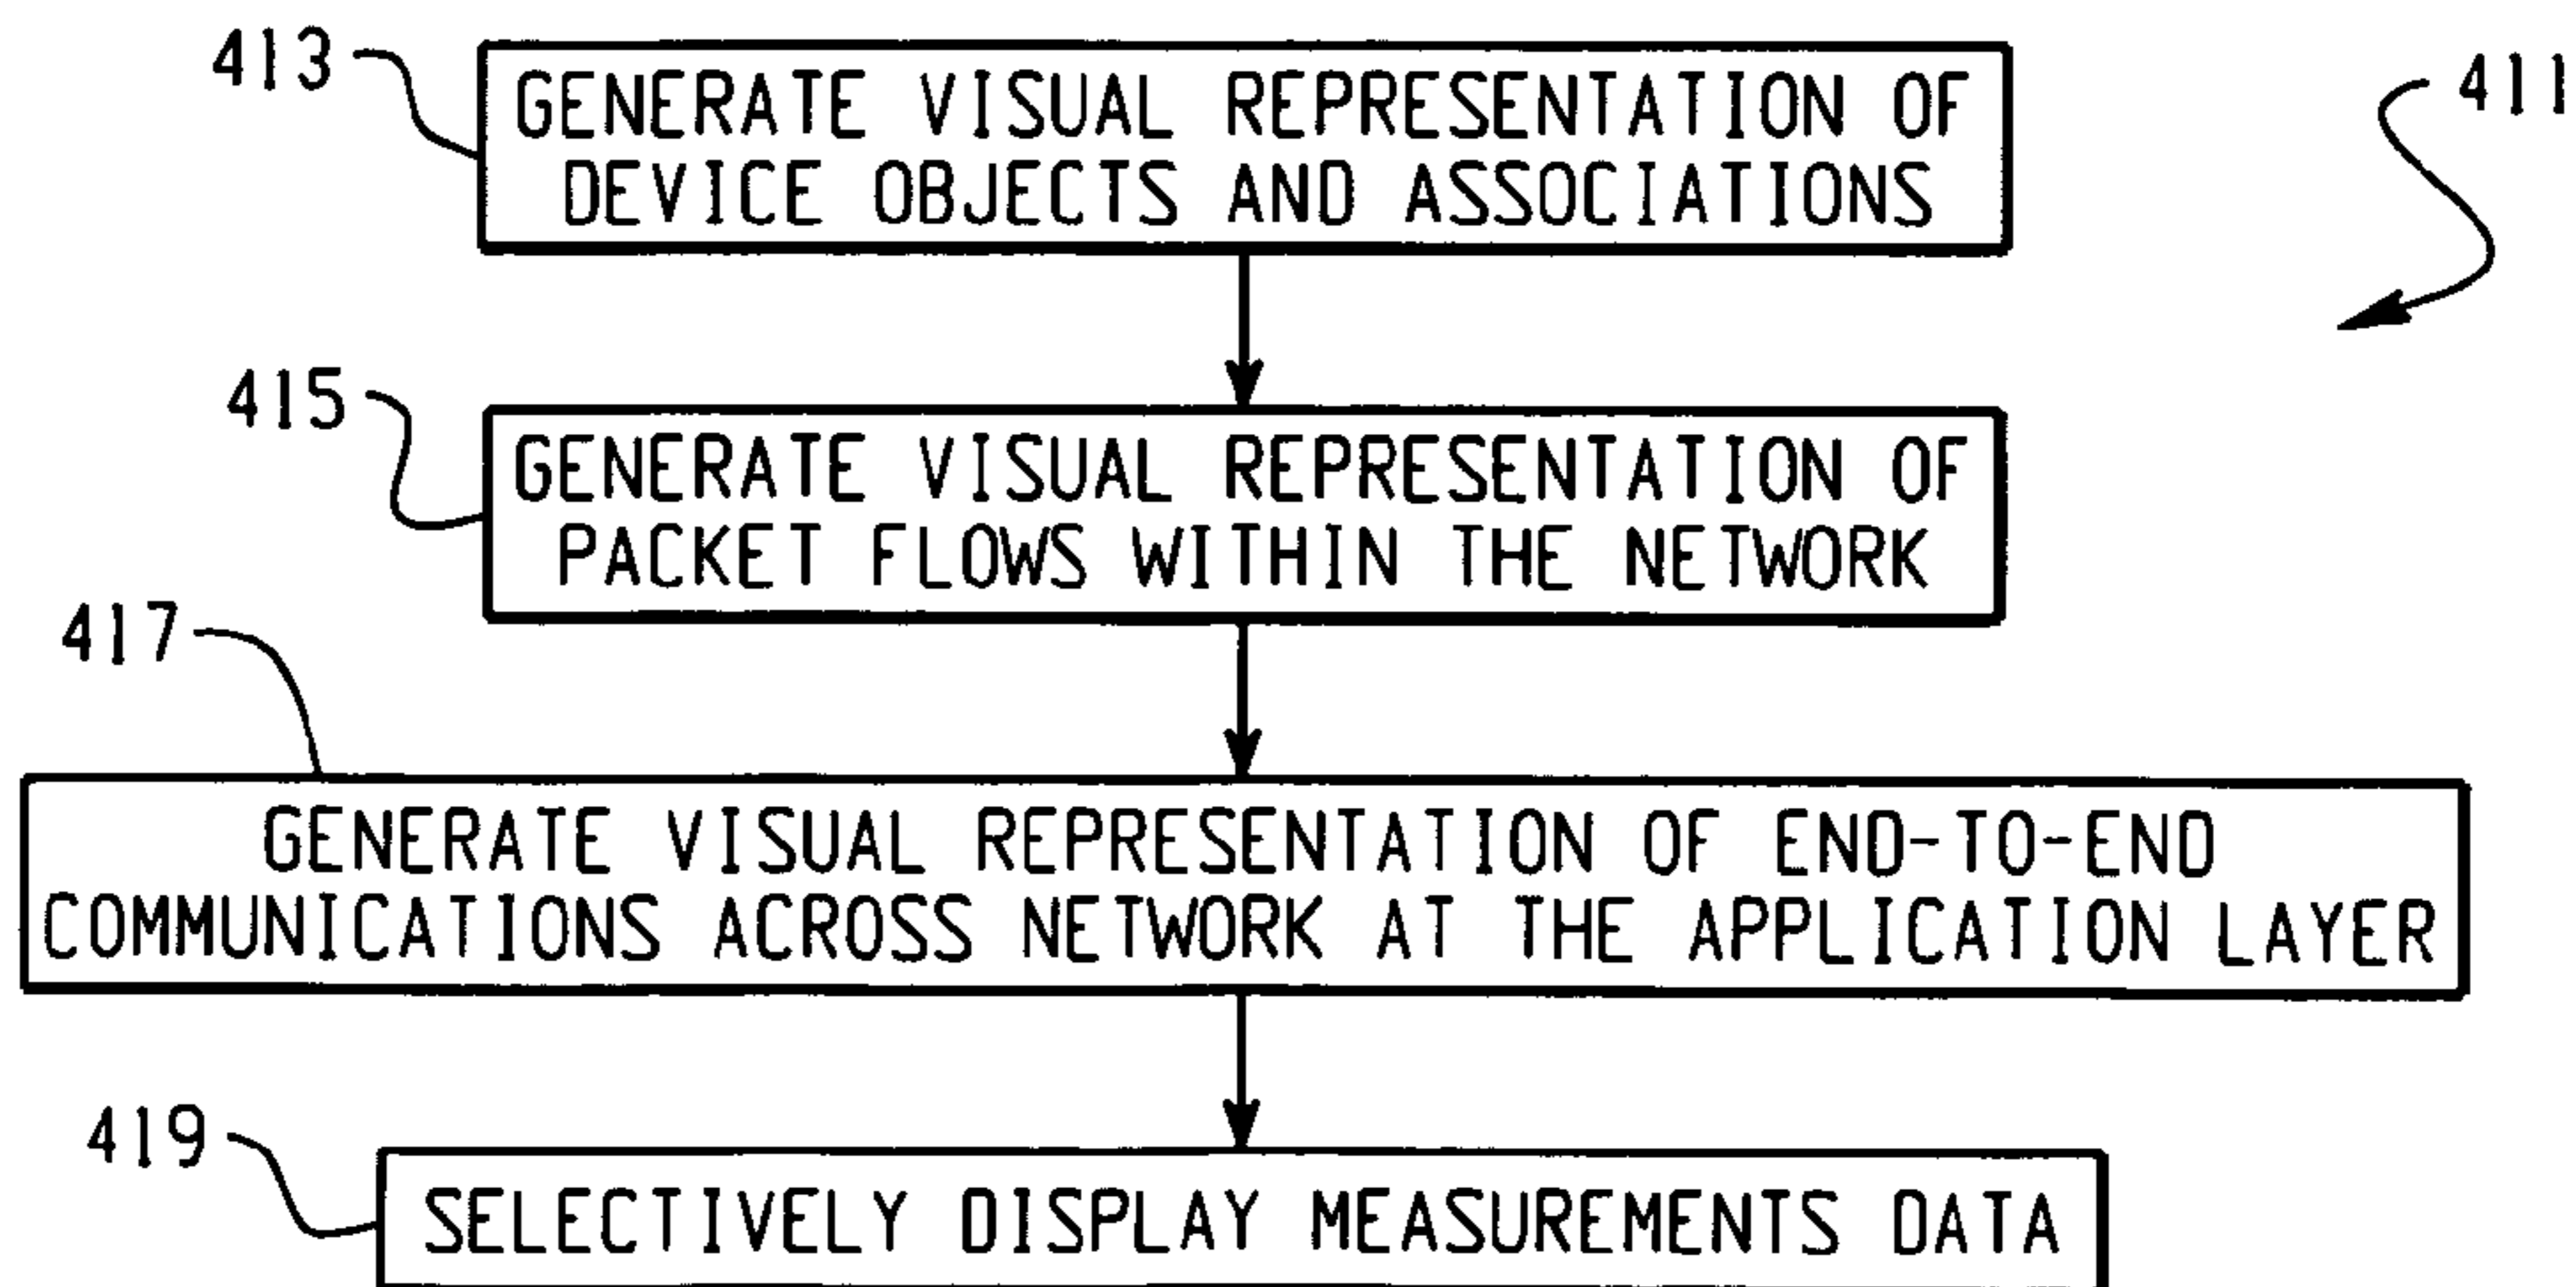 413
GENERATE VISUAL REPRESENTATION OF
DEVICE OBJECTS AND ASSOCIATIONS
411
415
GENERATE VISUAL REPRESENTATION OF
PACKET FLOWS WITHIN THE NETWORK
417
GENERATE VISUAL REPRESENTATION OF END-TO-END
COMMUNICATIONS ACROSS NETWORK AT THE APPLICATION LAYER
419
SELECTIVELY DISPLAY MEASUREMENTS DATA